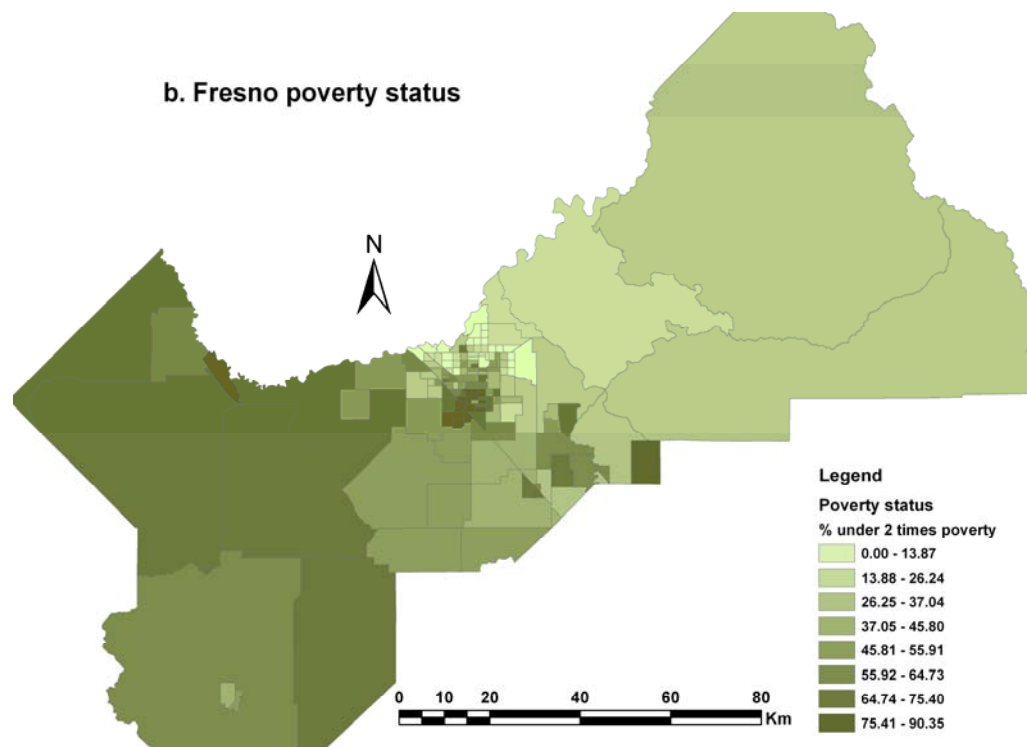 b. Fresno poverty status
N
Legend
Poverty status
% under 2 times poverty
0.00 - 13.87
13.88 - 26.24
26.25 - 37.04
37.05 - 45.80
45.81 - 55.91
55.92 - 64.73
64.74 - 75.40
75.41 - 90.35
0 10 20 40 60 80
Km